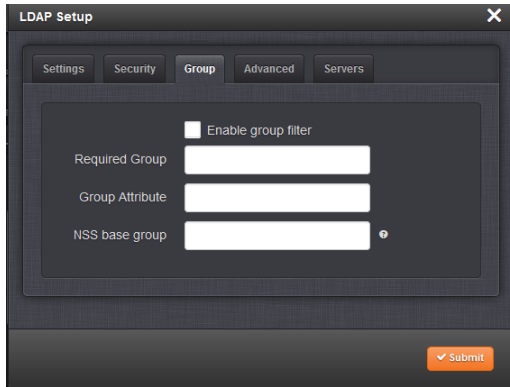 LDAP Setup
Settings Security Group Advanced Servers
Enable group filter
Required Group
Group Attribute
NSS base group
Submit